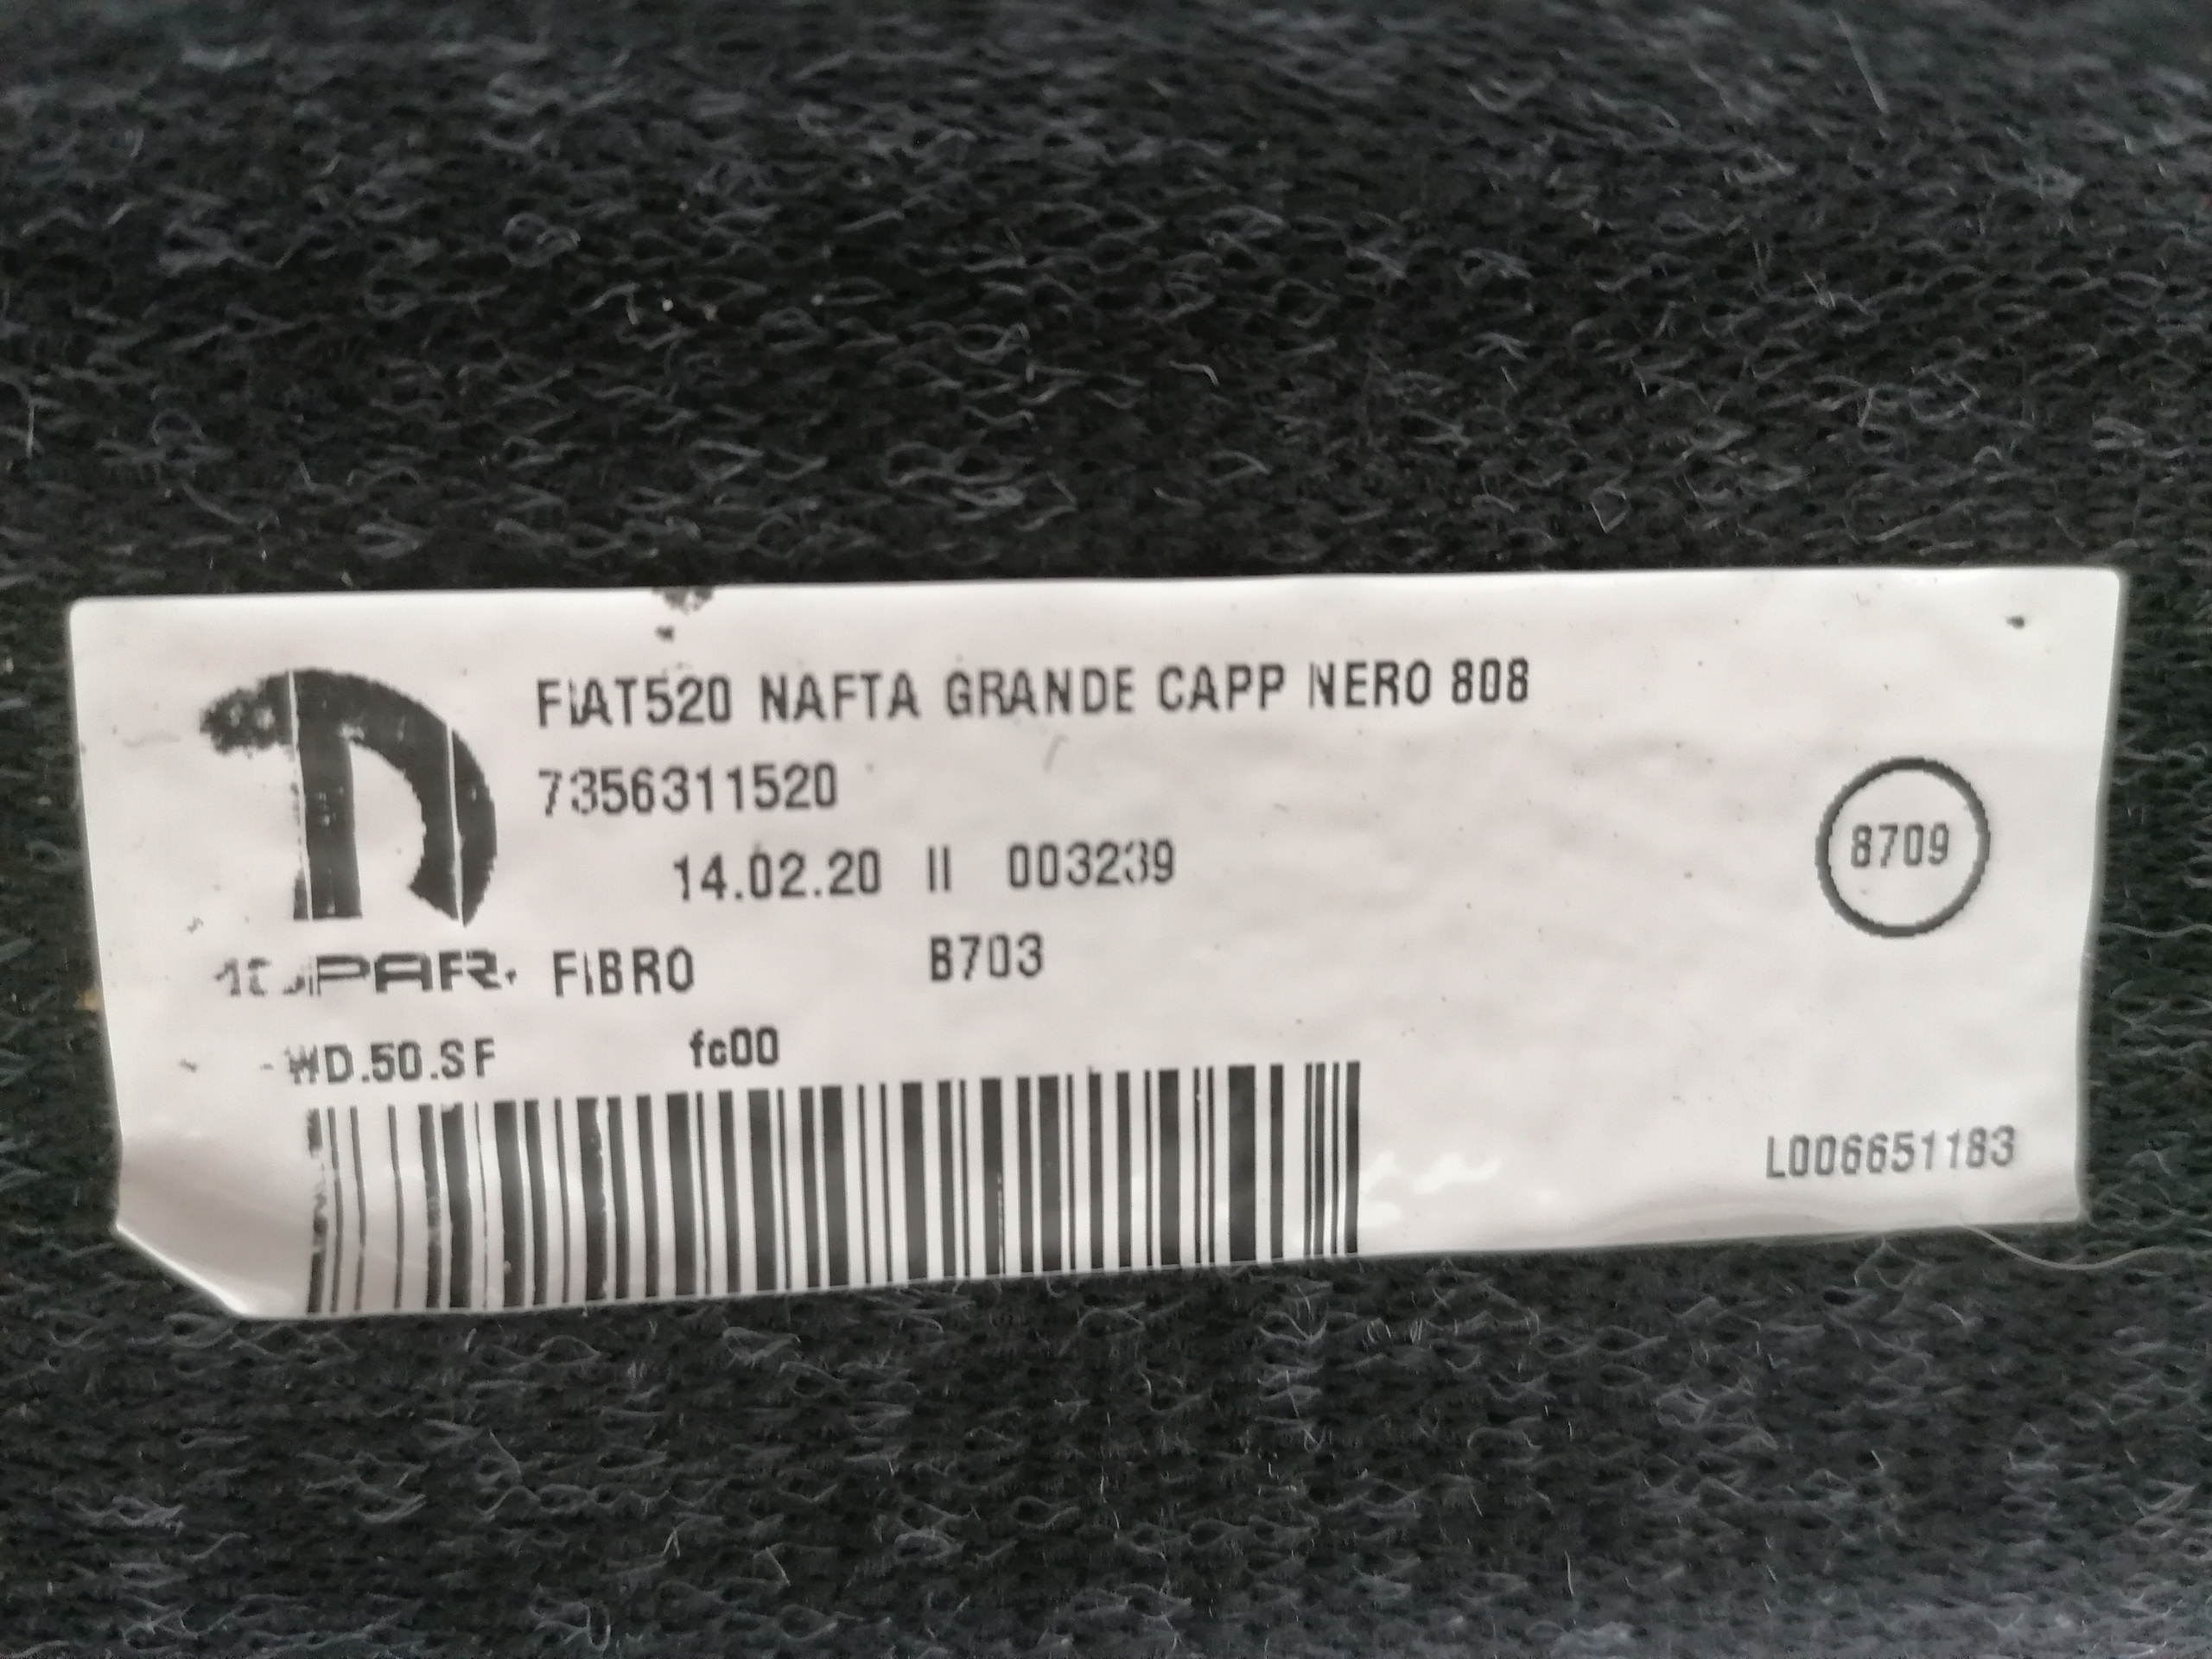 FIAT520 NAFTA GRANDE CAPP NERO 808
7356311520
14.02.20 II 003239
8709
FIBRO B703
WD.50.SF fc00
L006651183